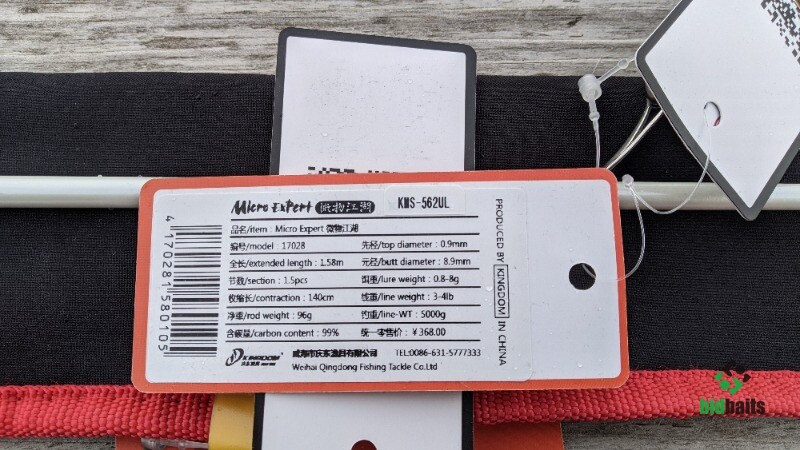 Micro Expert 微物江湖 KMS-562UL
品名/item : Micro Expert 微物江湖
编号/model : 17028 先径/top diameter : 0.9mm
全长/extended length : 1.58m 元径/butt diameter : 8.9mm
节数/section : 1.5pcs 饵重/lure weight : 0.8-8g
收缩长/contraction : 140cm 线重/line weight : 3-4lb
净重/rod weight : 96g 钓重/line-WT : 5000g
含碳量/carbon content : 99% 统一零售价 : ¥368.00
KINGDOM 威海市庆东渔具有限公司 TEL:0086-631-5777333
Weihai Qingdong Fishing Tackle Co.Ltd
4170281580105
PRODUCED BY KINGDOM IN CHINA
bidbaits